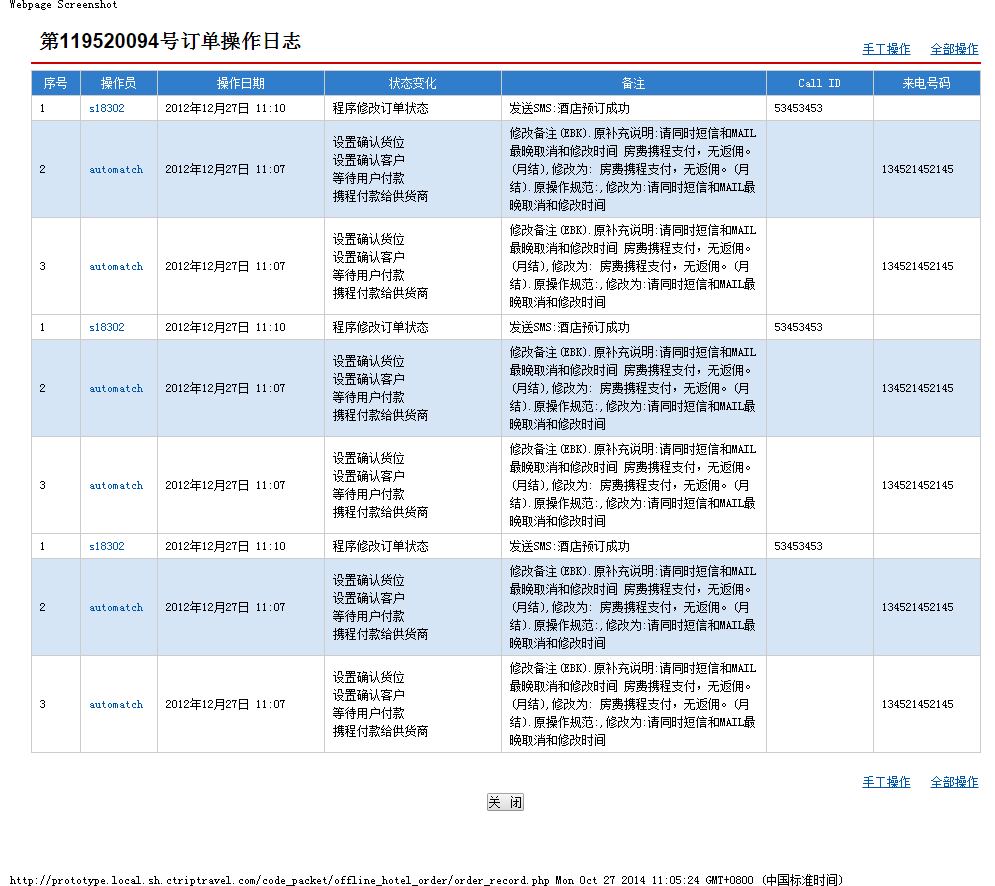 Webpage Screenshot
第119520094号订单操作日志
手工操作 全部操作
序号 操作员 操作日期 状态变化 备注 Call ID 来电号码
1 s18302 2012年12月27日 11:10 程序修改订单状态 发送SMS:酒店预订成功 53453453
2 automatch 2012年12月27日 11:07 134521452145
设置确认货位
设置确认客户
等待用户付款
携程付款给供货商
修改备注(EBK).原补充说明:请同时短信和MAIL
最晚取消和修改时间 房费携程支付，无返佣。
(月结),修改为: 房费携程支付，无返佣。(月
结).原操作规范:,修改为:请同时短信和MAIL最
晚取消和修改时间
3 automatch 2012年12月27日 11:07 134521452145
设置确认货位
设置确认客户
等待用户付款
携程付款给供货商
修改备注(EBK).原补充说明:请同时短信和MAIL
最晚取消和修改时间 房费携程支付，无返佣。
(月结),修改为: 房费携程支付，无返佣。(月
结).原操作规范:,修改为:请同时短信和MAIL最
晚取消和修改时间
1 s18302 2012年12月27日 11:10 程序修改订单状态 发送SMS:酒店预订成功 53453453
2 automatch 2012年12月27日 11:07 134521452145
设置确认货位
设置确认客户
等待用户付款
携程付款给供货商
修改备注(EBK).原补充说明:请同时短信和MAIL
最晚取消和修改时间 房费携程支付，无返佣。
(月结),修改为: 房费携程支付，无返佣。(月
结).原操作规范:,修改为:请同时短信和MAIL最
晚取消和修改时间
3 automatch 2012年12月27日 11:07 134521452145
设置确认货位
设置确认客户
等待用户付款
携程付款给供货商
修改备注(EBK).原补充说明:请同时短信和MAIL
最晚取消和修改时间 房费携程支付，无返佣。
(月结),修改为: 房费携程支付，无返佣。(月
结).原操作规范:,修改为:请同时短信和MAIL最
晚取消和修改时间
1 s18302 2012年12月27日 11:10 程序修改订单状态 发送SMS:酒店预订成功 53453453
2 automatch 2012年12月27日 11:07 134521452145
设置确认货位
设置确认客户
等待用户付款
携程付款给供货商
修改备注(EBK).原补充说明:请同时短信和MAIL
最晚取消和修改时间 房费携程支付，无返佣。
(月结),修改为: 房费携程支付，无返佣。(月
结).原操作规范:,修改为:请同时短信和MAIL最
晚取消和修改时间
3 automatch 2012年12月27日 11:07 134521452145
设置确认货位
设置确认客户
等待用户付款
携程付款给供货商
修改备注(EBK).原补充说明:请同时短信和MAIL
最晚取消和修改时间 房费携程支付，无返佣。
(月结),修改为: 房费携程支付，无返佣。(月
结).原操作规范:,修改为:请同时短信和MAIL最
晚取消和修改时间
手工操作 全部操作
关 闭
http://prototype.local.sh.ctriptravel.com/code_packet/offline_hotel_order/order_record.php Mon Oct 27 2014 11:05:24 GMT+0800 (中国标准时间)